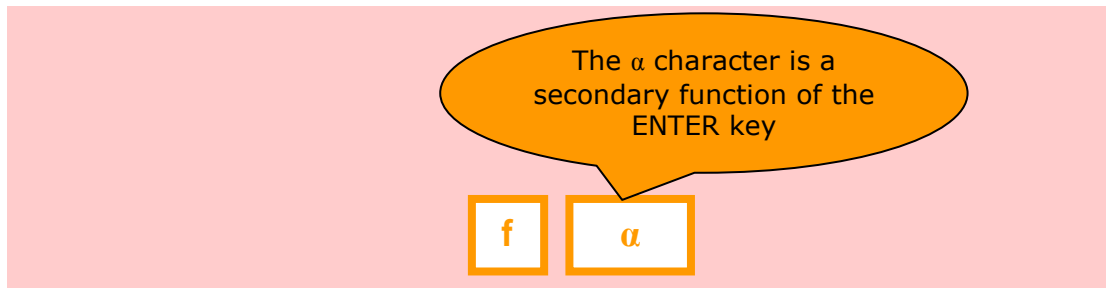 The α character is a
secondary function of the
ENTER key
f α